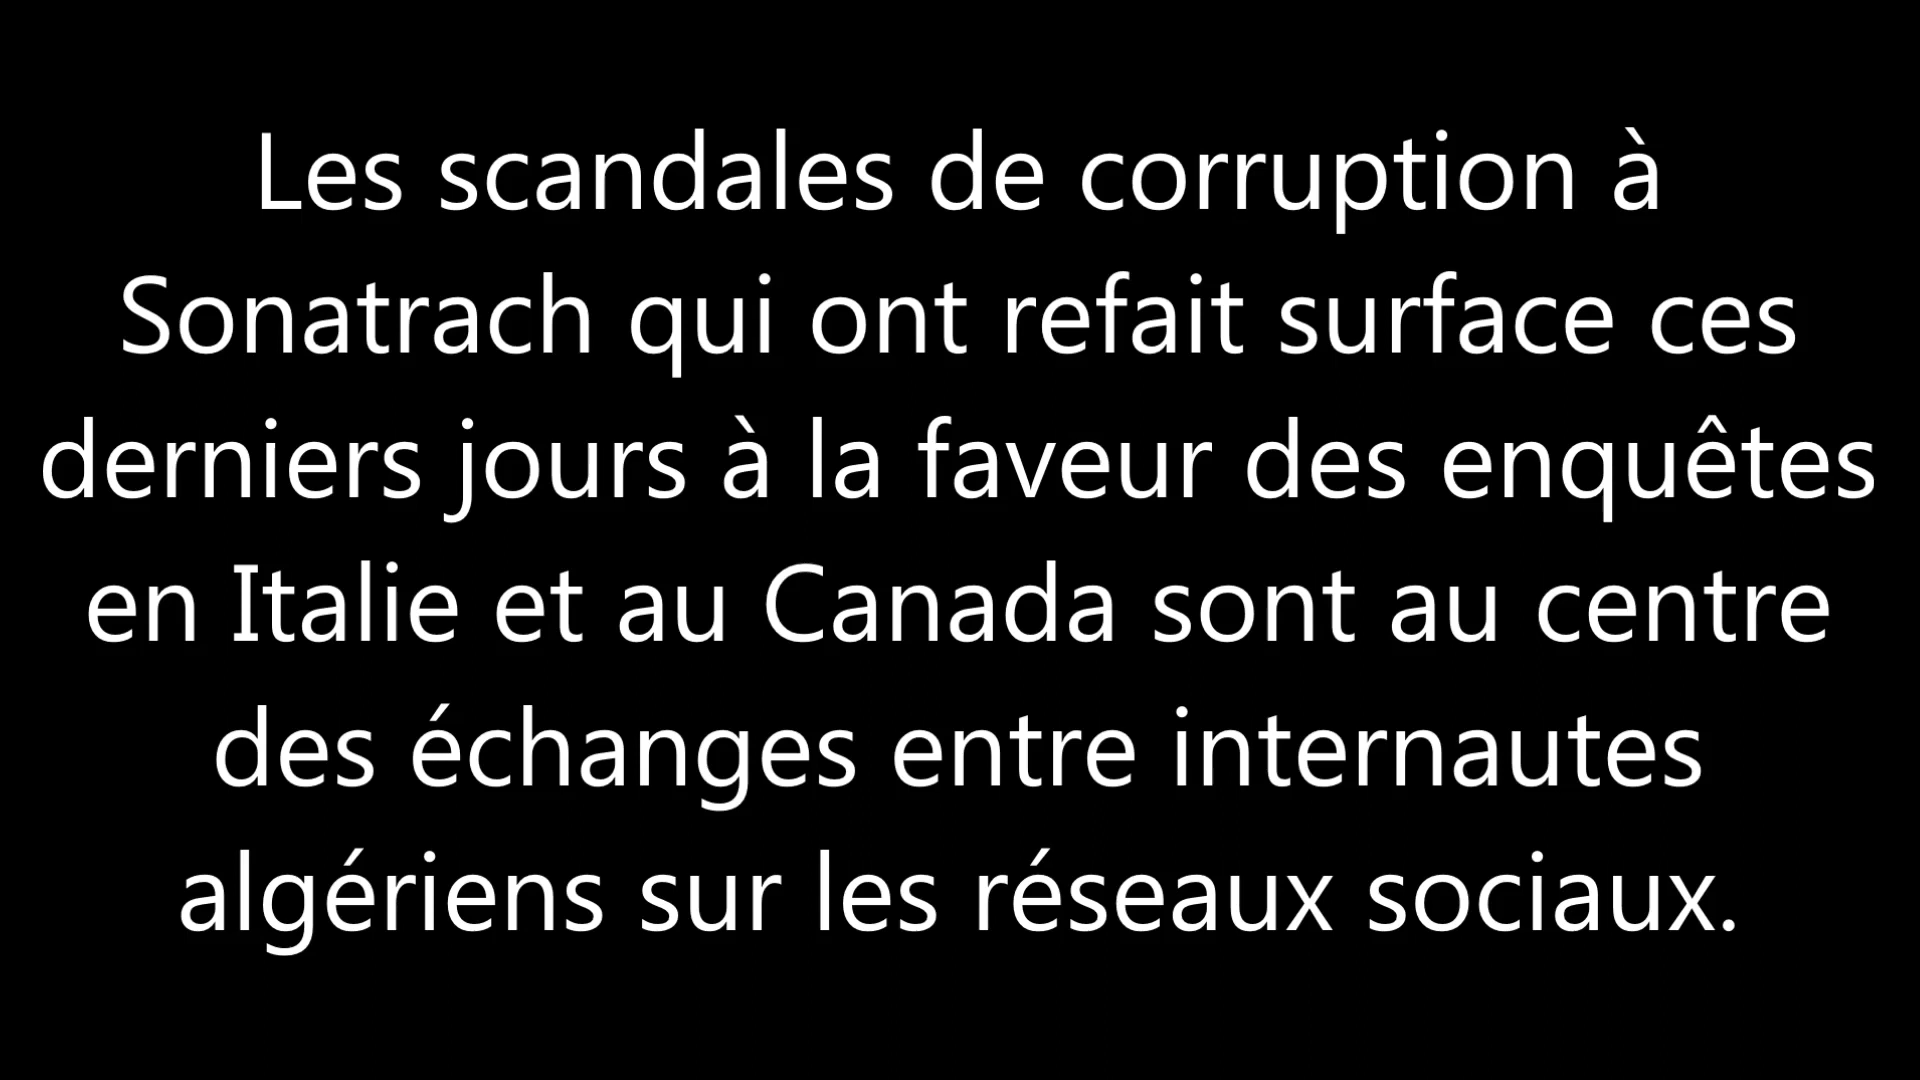 Les scandales de corruption à
Sonatrach qui ont refait surface ces
derniers jours à la faveur des enquêtes
en Italie et au Canada sont au centre
des échanges entre internautes
algériens sur les réseaux sociaux.